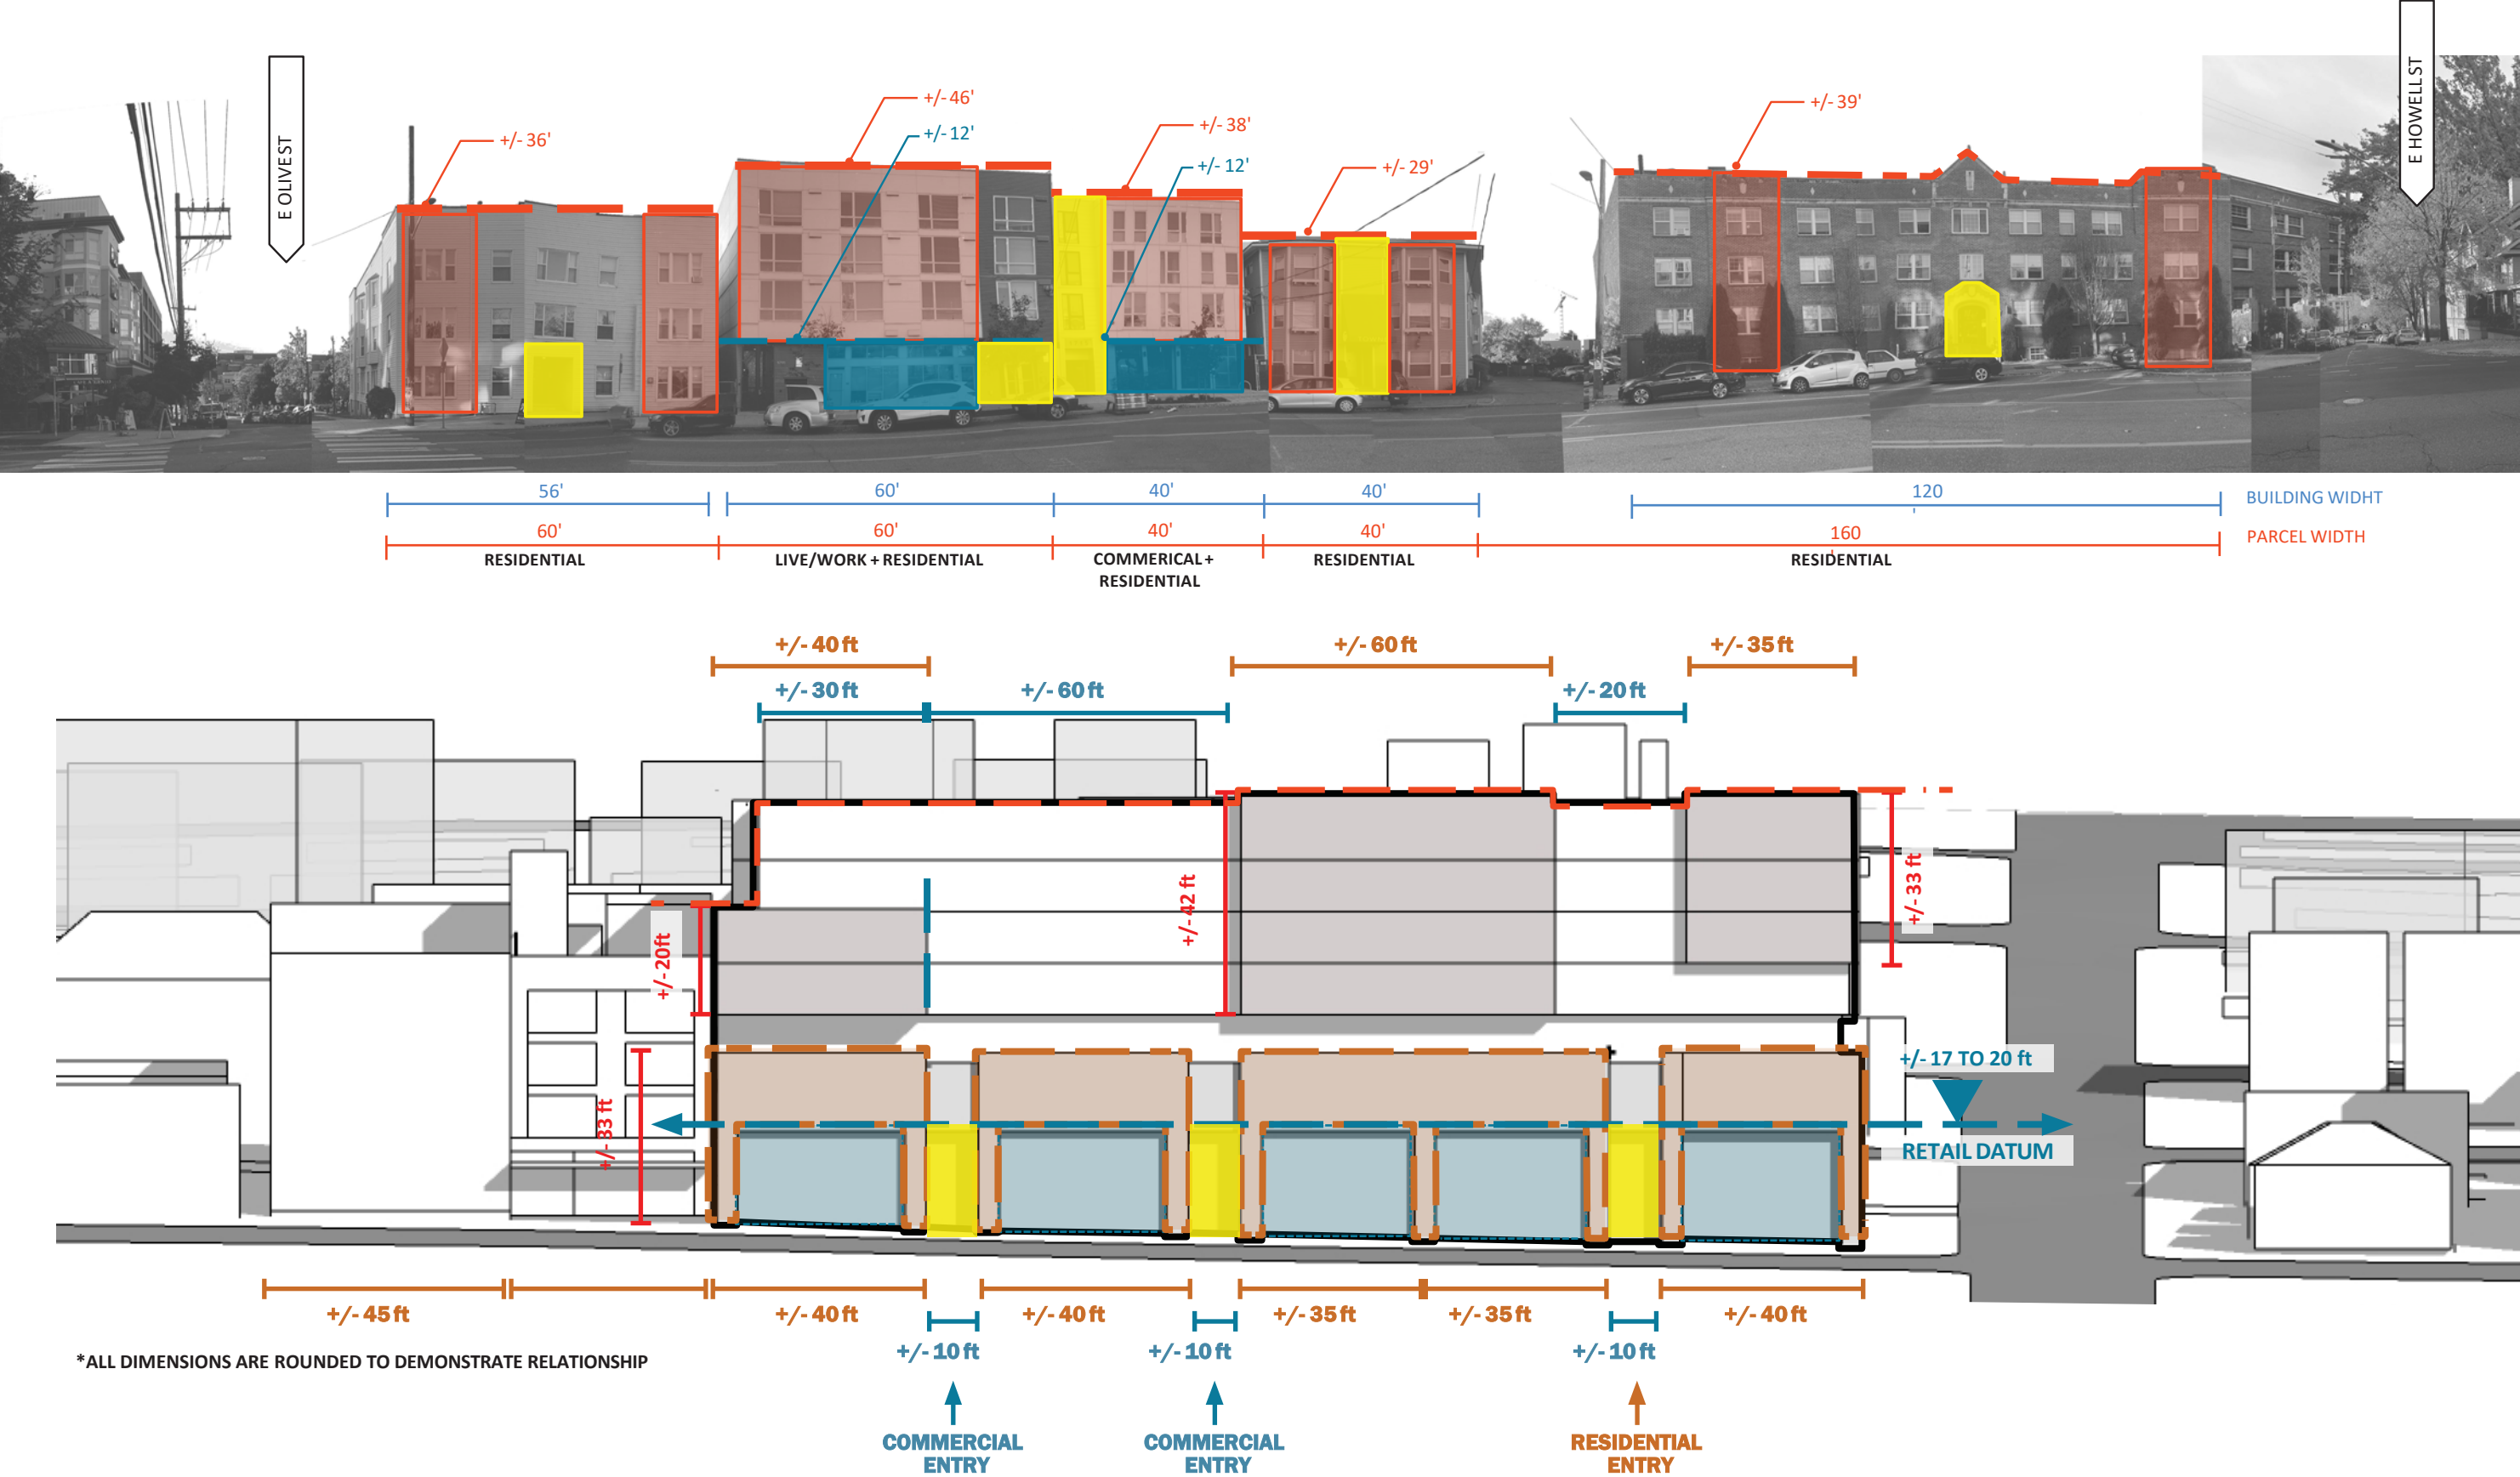 E OLIVE ST
E HOWELL ST
+/- 36'
+/- 46'
+/- 12'
+/- 38'
+/- 12'
+/- 29'
+/- 39'
56'
60'
40'
40'
120
'
BUILDING WIDHT
60'
60'
40'
40'
160
'
PARCEL WIDTH
RESIDENTIAL
LIVE/WORK + RESIDENTIAL
COMMERICAL +
RESIDENTIAL
RESIDENTIAL
RESIDENTIAL
+/- 40 ft
+/- 60 ft
+/- 35 ft
+/- 30 ft
+/- 60 ft
+/- 20 ft
+/- 20ft
+/- 42 ft
+/- 33 ft
+/- 33 ft
+/- 17 TO 20 ft
RETAIL DATUM
+/- 45 ft
+/- 40 ft
+/- 40 ft
+/- 35 ft
+/- 35 ft
+/- 40 ft
+/- 10 ft
+/- 10 ft
+/- 10 ft
*ALL DIMENSIONS ARE ROUNDED TO DEMONSTRATE RELATIONSHIP
COMMERCIAL
ENTRY
COMMERCIAL
ENTRY
RESIDENTIAL
ENTRY